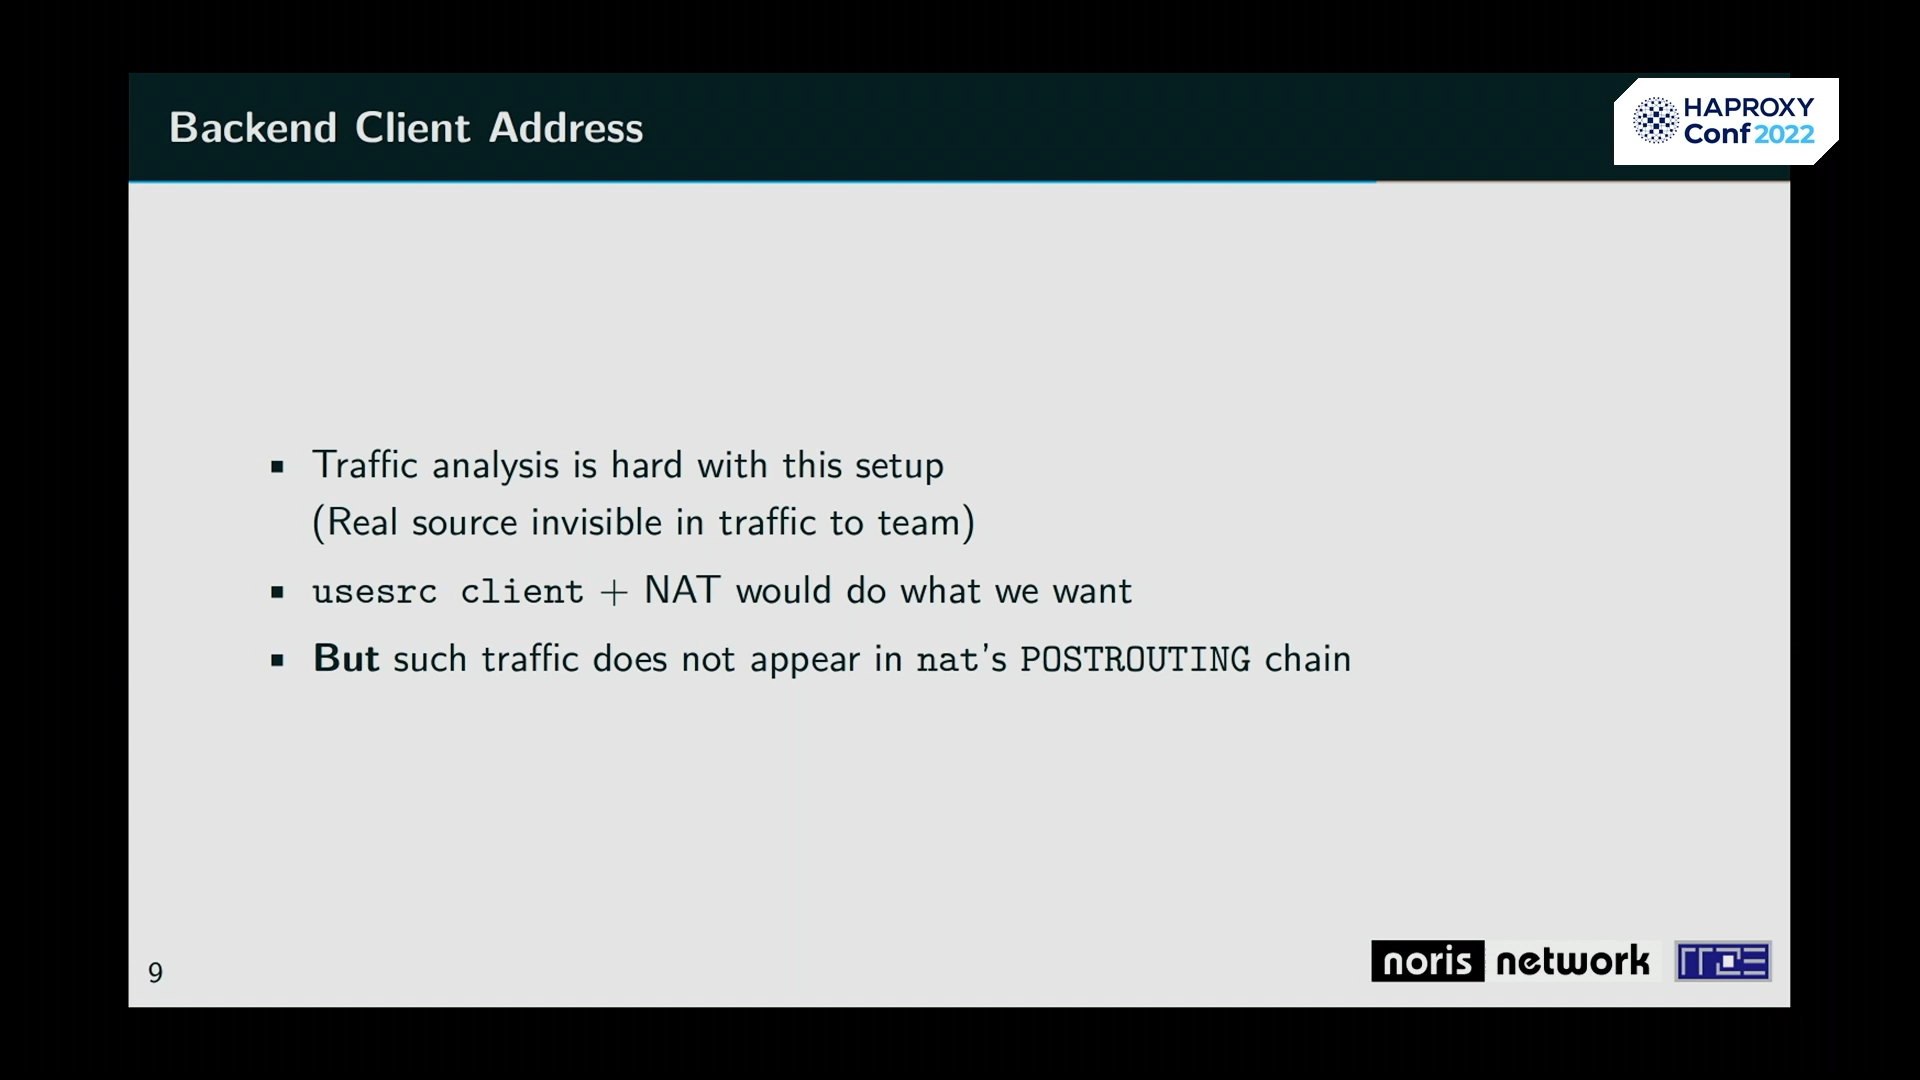 Backend Client Address
HAPROXY
Conf 2022
▪ Traffic analysis is hard with this setup
(Real source invisible in traffic to team)
▪ usesrc client + NAT would do what we want
▪ But such traffic does not appear in nat's POSTROUTING chain
9
noris network